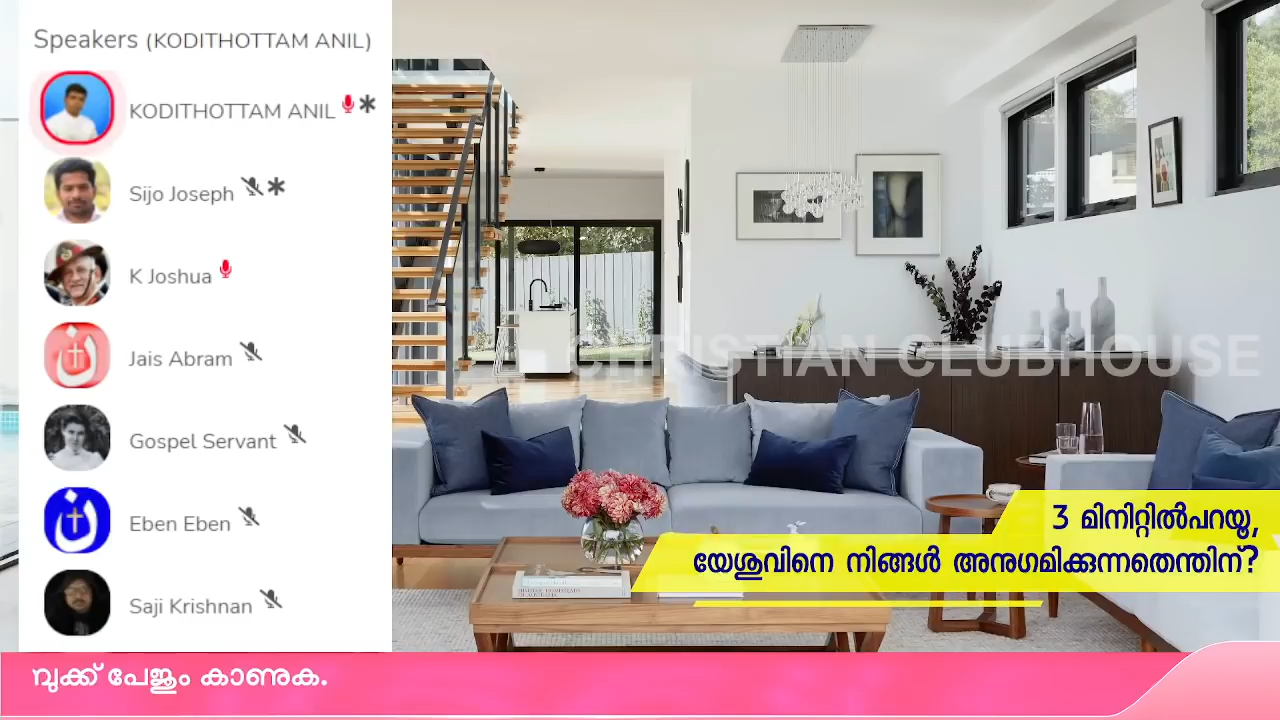 Speakers (KODITHOTTAM ANIL)
KODITHOTTAM ANIL
Sijo Joseph
K Joshua
Jais Abram
Gospel Servant
Eben Eben
Saji Krishnan
CHRISTIAN CLUBHOUSE
3 മിനിറ്റിൽപറയൂ,
യേശുവിനെ നിങ്ങൾ അനുഗമിക്കുന്നതെന്തിന്?
പേജും കാണുക.